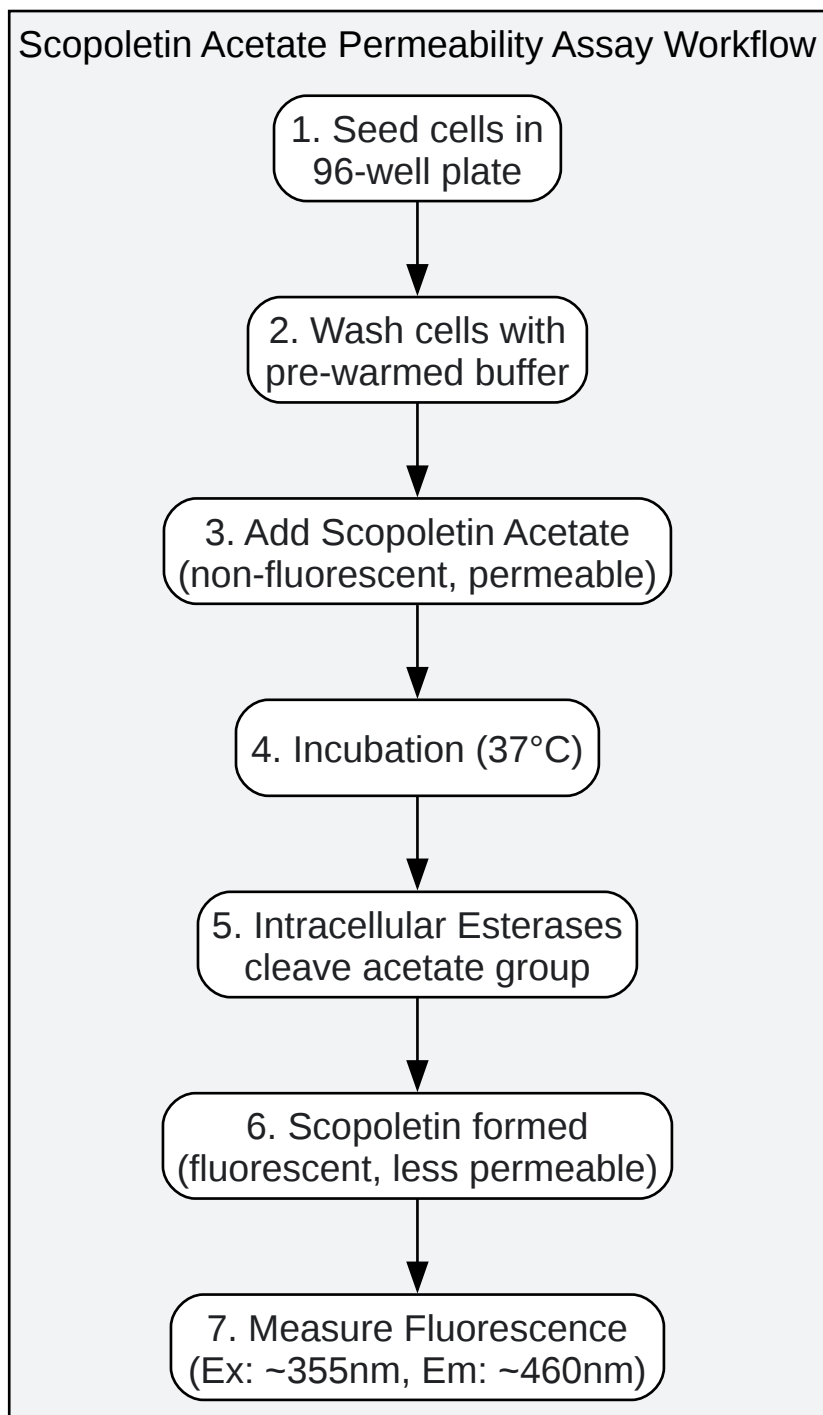 Scopoletin Acetate Permeability Assay Workflow
1. Seed cells in
96-well plate
2. Wash cells with
pre-warmed buffer
3. Add Scopoletin Acetate
(non-fluorescent, permeable)
4. Incubation (37°C)
5. Intracellular Esterases
cleave acetate group
6. Scopoletin formed
(fluorescent, less permeable)
7. Measure Fluorescence
(Ex: ~355nm, Em: ~460nm)